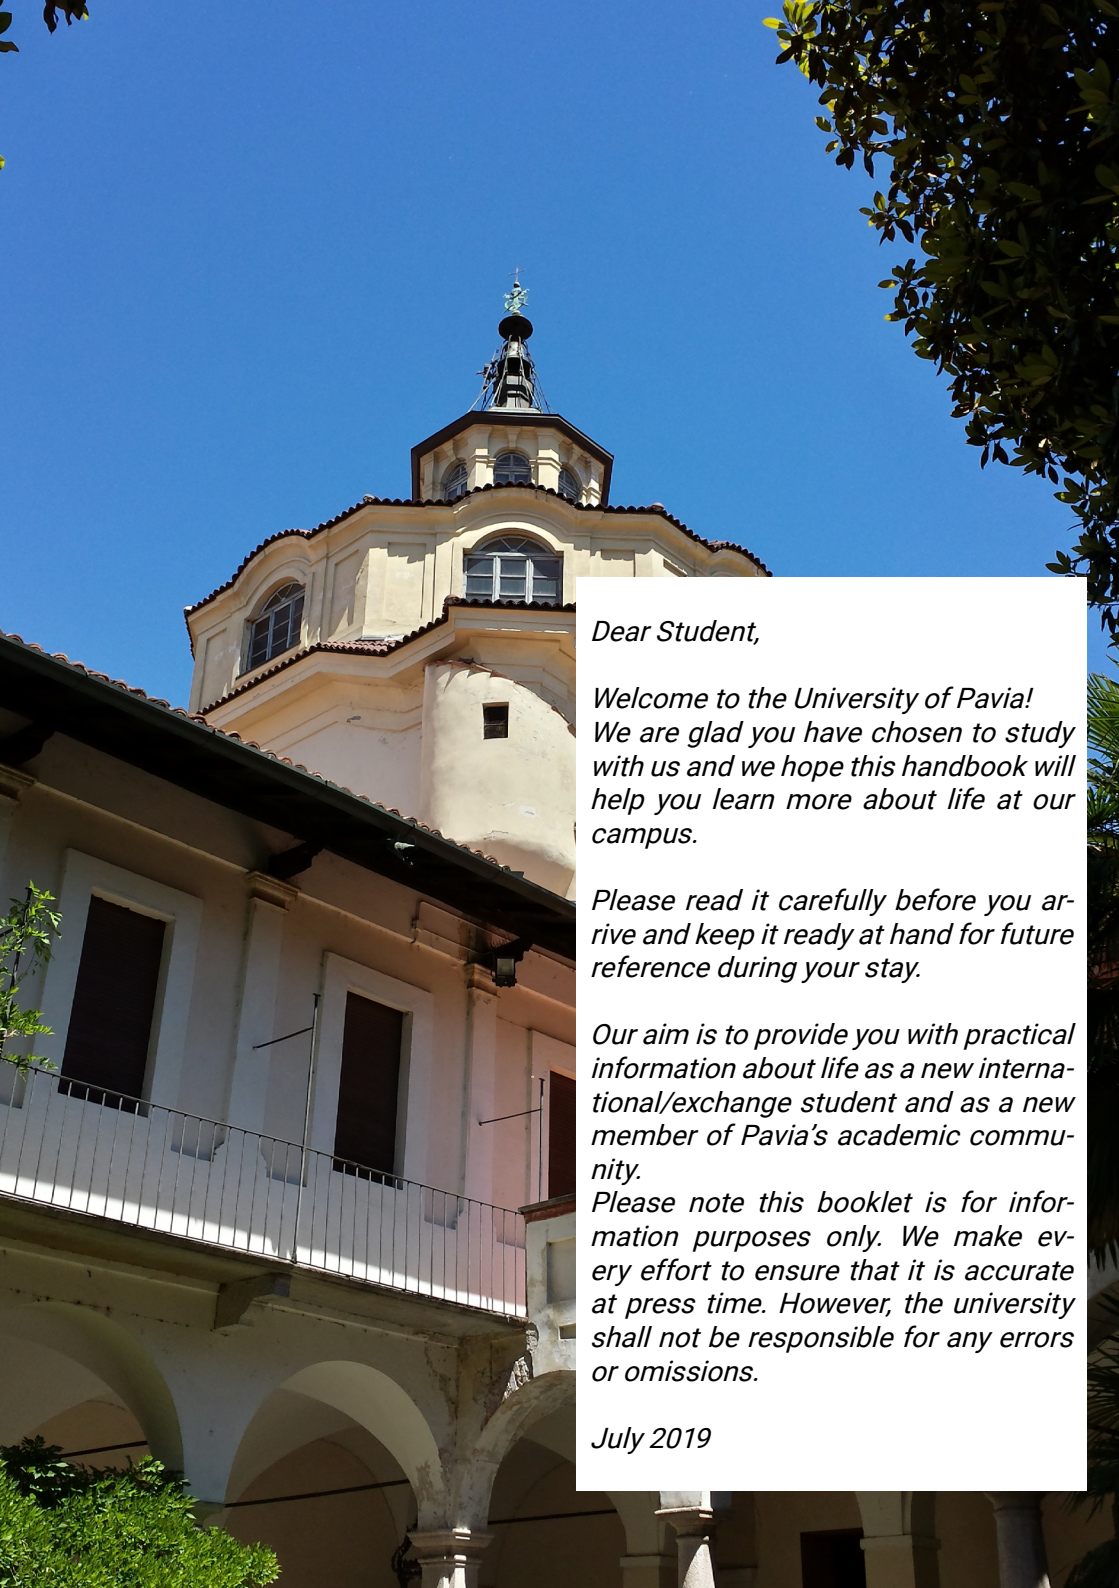 Dear Student,
Welcome to the University of Pavia!
We are glad you have chosen to study
with us and we hope this handbook will
help you learn more about life at our
campus.
Please read it carefully before you ar-
rive and keep it ready at hand for future
reference during your stay.
Our aim is to provide you with practical
information about life as a new interna-
tional/exchange student and as a new
member of Pavia’s academic commu-
nity.
Please note this booklet is for infor-
mation purposes only. We make ev-
ery effort to ensure that it is accurate
at press time. However, the university
shall not be responsible for any errors
or omissions.
July 2019